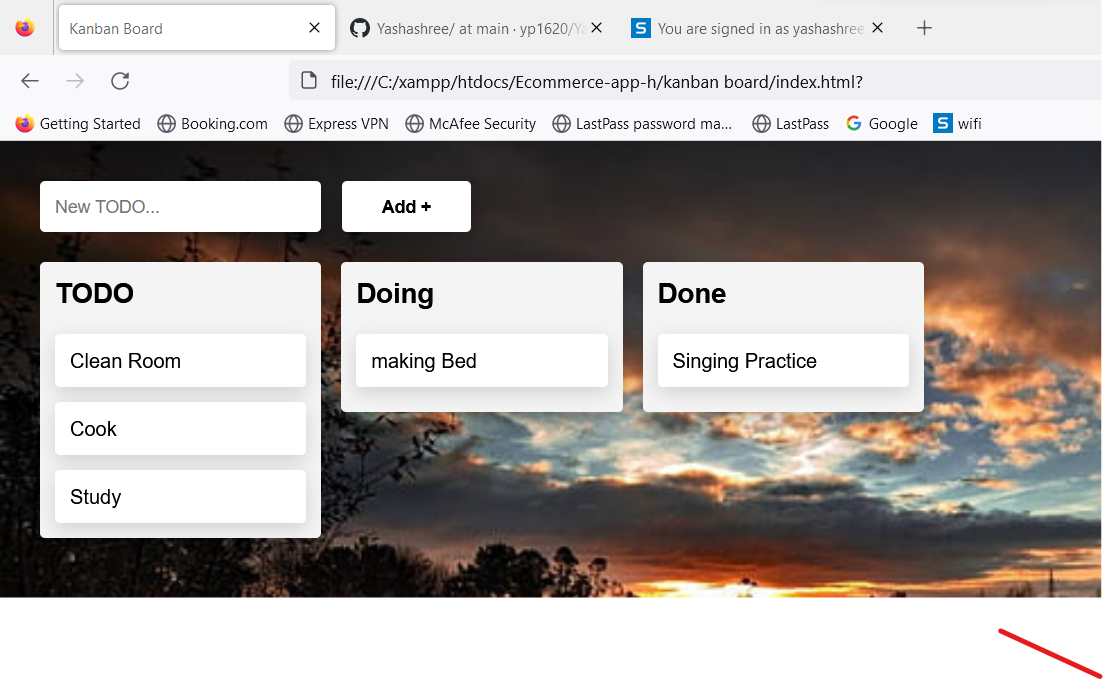 Kanban Board
Yashashree/ at main · yp1620/Ya
S You are signed in as yashashree.
file:///C:/xampp/htdocs/Ecommerce-app-h/kanban board/index.html?
Getting Started Booking.com Express VPN McAfee Security LastPass password ma... LastPass G Google S wifi
New TODO... Add +
TODO
Clean Room
Cook
Study
Doing
making Bed
Done
Singing Practice